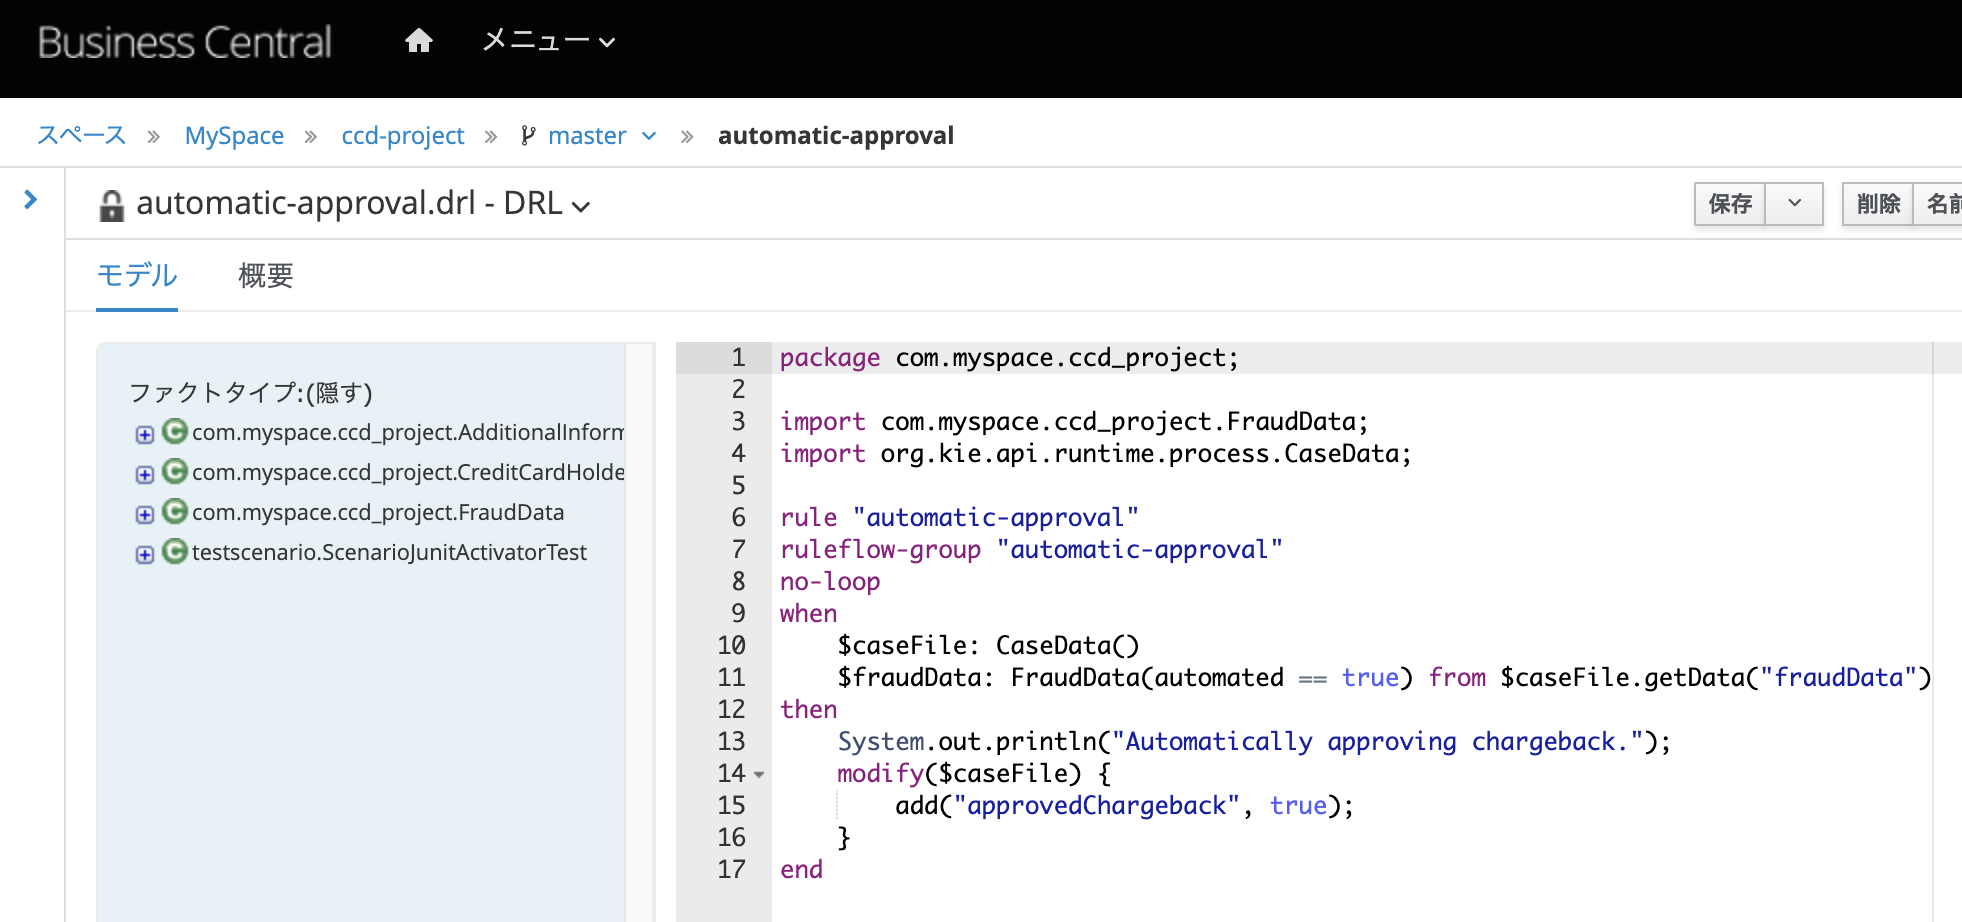 Business Central メニュー
スペース » MySpace » ccd-project » master » automatic-approval
automatic-approval.drl - DRL 保存 削除 名前
モデル 概要
ファクトタイプ:(隠す)
com.myspace.ccd_project.AdditionalInform
com.myspace.ccd_project.CreditCardHolde
com.myspace.ccd_project.FraudData
testscenario.ScenarioJunitActivatorTest
1 package com.myspace.ccd_project;
2
3 import com.myspace.ccd_project.FraudData;
4 import org.kie.api.runtime.process.CaseData;
5
6 rule "automatic-approval"
7 ruleflow-group "automatic-approval"
8 no-loop
9 when
10     $caseFile: CaseData()
11     $fraudData: FraudData(automated == true) from $caseFile.getData("fraudData")
12 then
13     System.out.println("Automatically approving chargeback.");
14     modify($caseFile) {
15         add("approvedChargeback", true);
16     }
17 end